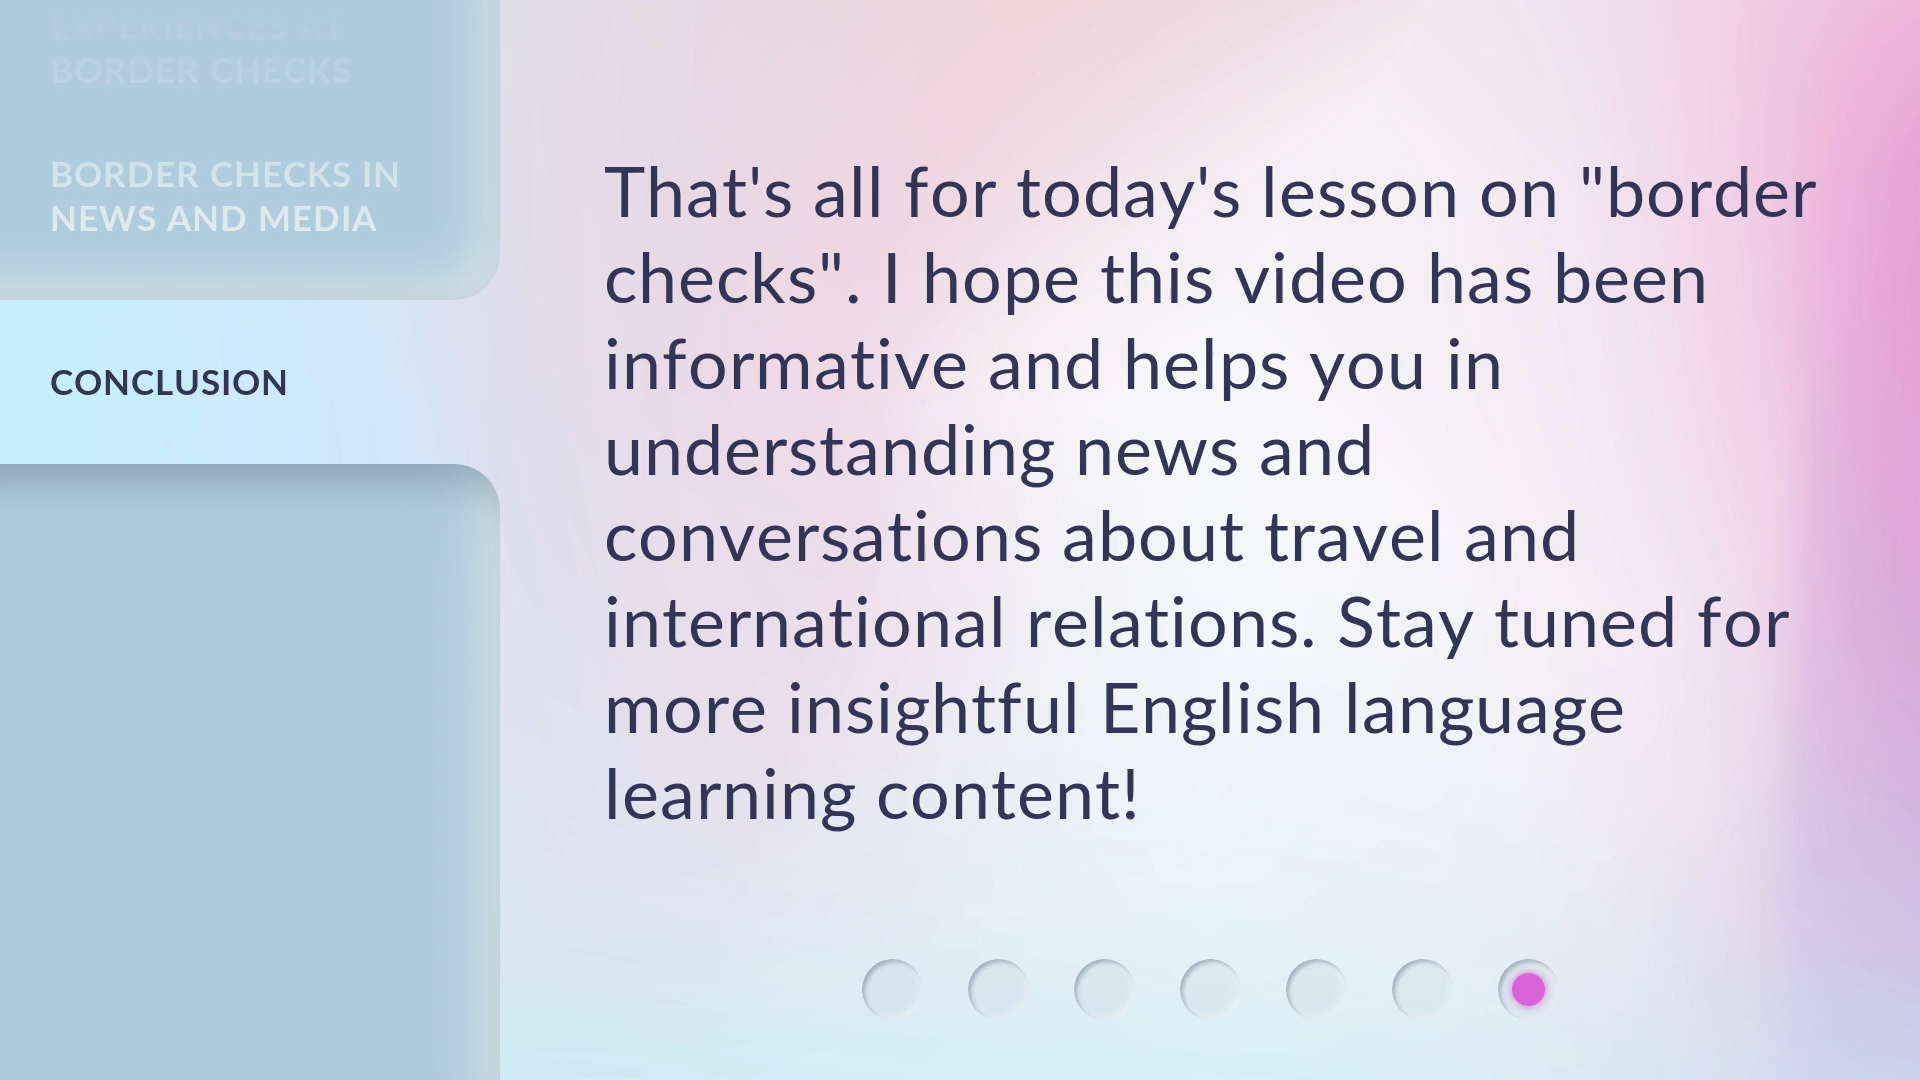 EXPERIENCES AT
BORDER CHECKS
BORDER CHECKS IN
NEWS AND MEDIA
CONCLUSION
That's all for today's lesson on "border
checks". I hope this video has been
informative and helps you in
understanding news and
conversations about travel and
international relations. Stay tuned for
more insightful English language
learning content!